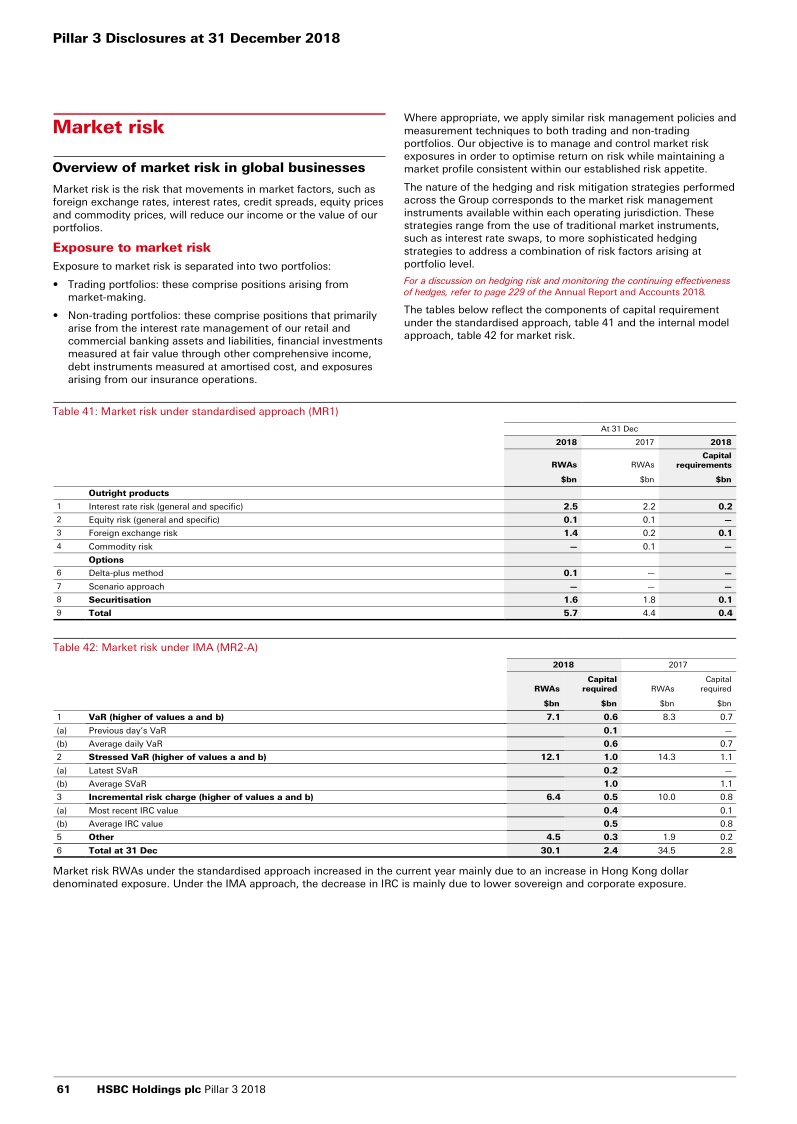 Pillar 3 Disclosures at 31 December 2018
Market risk
Overview of market risk in global businesses
Market risk is the risk that movements in market factors, such as
foreign exchange rates, interest rates, credit spreads, equity prices
and commodity prices, will reduce our income or the value of our
portfolios.
Exposure to market risk
Exposure to market risk is separated into two portfolios:
• Trading portfolios: these comprise positions arising from
market-making.
• Non-trading portfolios: these comprise positions that primarily
arise from the interest rate management of our retail and
commercial banking assets and liabilities, financial investments
measured at fair value through other comprehensive income,
debt instruments measured at amortised cost, and exposures
arising from our insurance operations.
Where appropriate, we apply similar risk management policies and
measurement techniques to both trading and non-trading
portfolios. Our objective is to manage and control market risk
exposures in order to optimise return on risk while maintaining a
market profile consistent within our established risk appetite.
The nature of the hedging and risk mitigation strategies performed
across the Group corresponds to the market risk management
instruments available within each operating jurisdiction. These
strategies range from the use of traditional market instruments,
such as interest rate swaps, to more sophisticated hedging
strategies to address a combination of risk factors arising at
portfolio level.
For a discussion on hedging risk and monitoring the continuing effectiveness
of hedges, refer to page 229 of the Annual Report and Accounts 2018.
The tables below reflect the components of capital requirement
under the standardised approach, table 41 and the internal model
approach, table 42 for market risk.
Table 41: Market risk under standardised approach (MR1)
At 31 Dec
2018 2017 2018
Capital
RWAs RWAs requirements
$bn $bn $bn
Outright products
1 Interest rate risk (general and specific) 2.5 2.2 0.2
2 Equity risk (general and specific) 0.1 0.1 —
3 Foreign exchange risk 1.4 0.2 0.1
4 Commodity risk — 0.1 —
Options
6 Delta-plus method 0.1 — —
7 Scenario approach — — —
8 Securitisation 1.6 1.8 0.1
9 Total 5.7 4.4 0.4
Table 42: Market risk under IMA (MR2-A)
2018 2017
Capital Capital
RWAs required RWAs required
$bn $bn $bn $bn
1 VaR (higher of values a and b) 7.1 0.6 8.3 0.7
(a) Previous day's VaR 0.1 —
(b) Average daily VaR 0.6 0.7
2 Stressed VaR (higher of values a and b) 12.1 1.0 14.3 1.1
(a) Latest SVaR 0.2 —
(b) Average SVaR 1.0 1.1
3 Incremental risk charge (higher of values a and b) 6.4 0.5 10.0 0.8
(a) Most recent IRC value 0.4 0.1
(b) Average IRC value 0.5 0.8
5 Other 4.5 0.3 1.9 0.2
6 Total at 31 Dec 30.1 2.4 34.5 2.8
Market risk RWAs under the standardised approach increased in the current year mainly due to an increase in Hong Kong dollar
denominated exposure. Under the IMA approach, the decrease in IRC is mainly due to lower sovereign and corporate exposure.
61 HSBC Holdings plc Pillar 3 2018